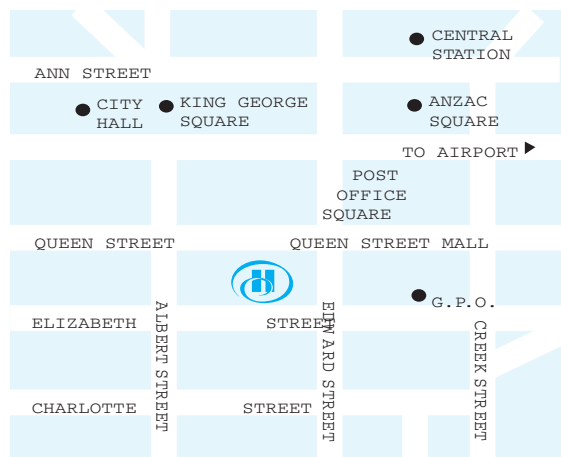 CENTRAL
STATION
ANN STREET
CITY
HALL
KING GEORGE
SQUARE
ANZAC
SQUARE
TO AIRPORT
POST
OFFICE
SQUARE
QUEEN STREET
QUEEN STREET MALL
G.P.O.
ELIZABETH STREET
ALBERT STREET
EDWARD STREET
CREEK STREET
CHARLOTTE STREET